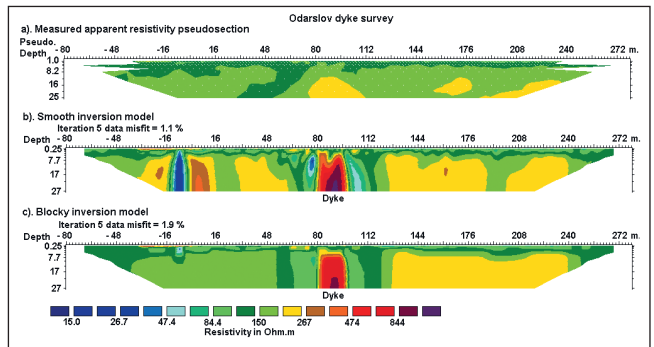 Odarslov dyke survey
a). Measured apparent resistivity pseudosection
Pseudo.
Depth -80 -48 -16 16 48 80 112 144 176 208 240 272 m.
1.0
8.2
16
25
b). Smooth inversion model
Iteration 5 data misfit = 1.1 %
Depth -80 -48 -16 16 48 80 112 144 176 208 240 272 m.
0.25
7.7
17
27
Dyke
c). Blocky inversion model
Iteration 5 data misfit = 1.9 %
Depth -80 -48 -16 16 48 80 112 144 176 208 240 272 m.
0.25
7.7
17
27
Dyke
15.0 26.7 47.4 84.4 150 267 474 844
Resistivity in Ohm.m